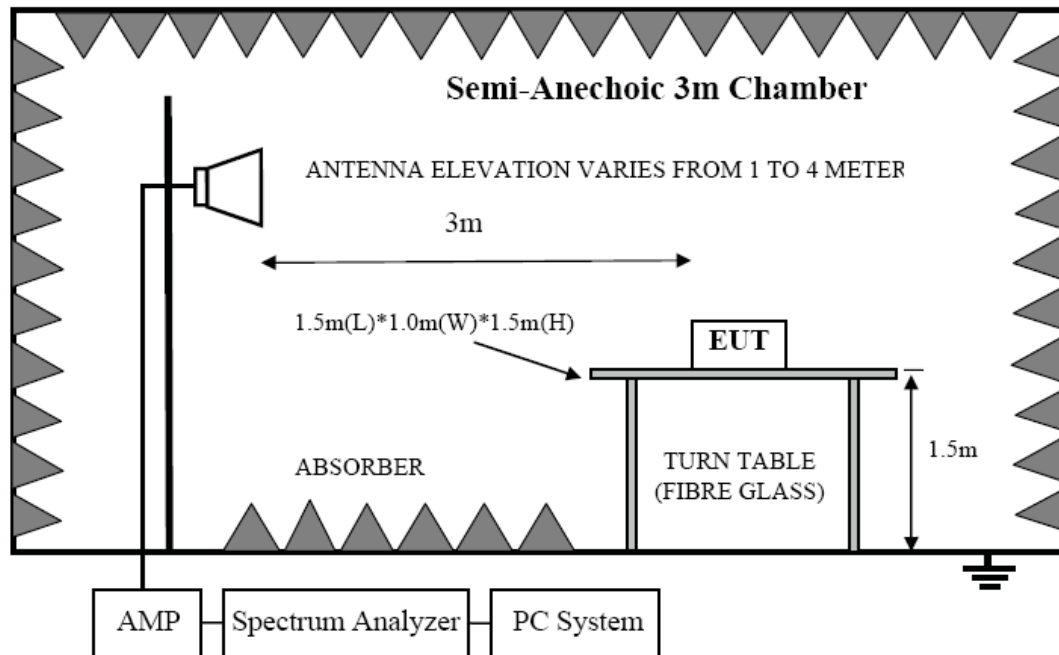 Semi-Anechoic 3m Chamber
ANTENNA ELEVATION VARIES FROM 1 TO 4 METER
3m
1.5m(L)*1.0m(W)*1.5m(H)
EUT
1.5m
ABSORBER
TURN TABLE
(FIBRE GLASS)
AMP
Spectrum Analyzer
PC System